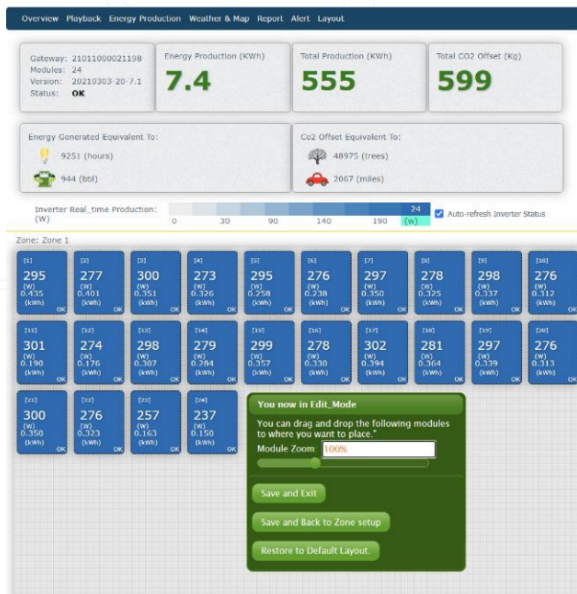 Overview Playback Energy Production Weather & Map Report Alert Layout
Gateway: 21011000021198
Modules: 24
Version: 20210303-20-7.1
Status: OK
Energy Production (KWh)
7.4
Total Production (KWh)
555
Total CO2 Offset (Kg)
599
Energy Generated Equivalent To:
9251 (hours)
944 (bbl)
Co2 Offset Equivalent To:
48975 (trees)
2067 (miles)
Inverter Real_time Production:
(W)
24
0 30 90 140 190 (w)
Auto-refresh Inverter Status
Zone: Zone 1
[1] [2] [3] [4] [5] [6] [7] [8] [9] [10]
295 277 300 273 295 276 297 278 298 276
(W) (W) (W) (W) (W) (W) (W) (W) (W) (W)
0.435 0.401 0.351 0.326 0.258 0.238 0.350 0.325 0.337 0.312
(kWh) (kWh) (kWh) (kWh) (kWh) (kWh) (kWh) (kWh) (kWh) (kWh)
OK OK OK OK OK OK OK OK OK OK
[11] [12] [13] [14] [15] [16] [17] [18] [19] [20]
301 274 298 279 299 278 302 281 297 276
(W) (W) (W) (W) (W) (W) (W) (W) (W) (W)
0.190 0.176 0.307 0.284 0.357 0.330 0.394 0.364 0.339 0.313
(kWh) (kWh) (kWh) (kWh) (kWh) (kWh) (kWh) (kWh) (kWh) (kWh)
OK OK OK OK OK OK OK OK OK OK
[21] [22] [23] [24]
300 276 257 237
(W) (W) (W) (W)
0.350 0.323 0.163 0.150
(kWh) (kWh) (kWh) (kWh)
OK OK OK OK
You now in Edit_Mode
You can drag and drop the following modules
to where you want to place."
Module Zoom: 100%
Save and Exit
Save and Back to Zone setup
Restore to Default Layout.